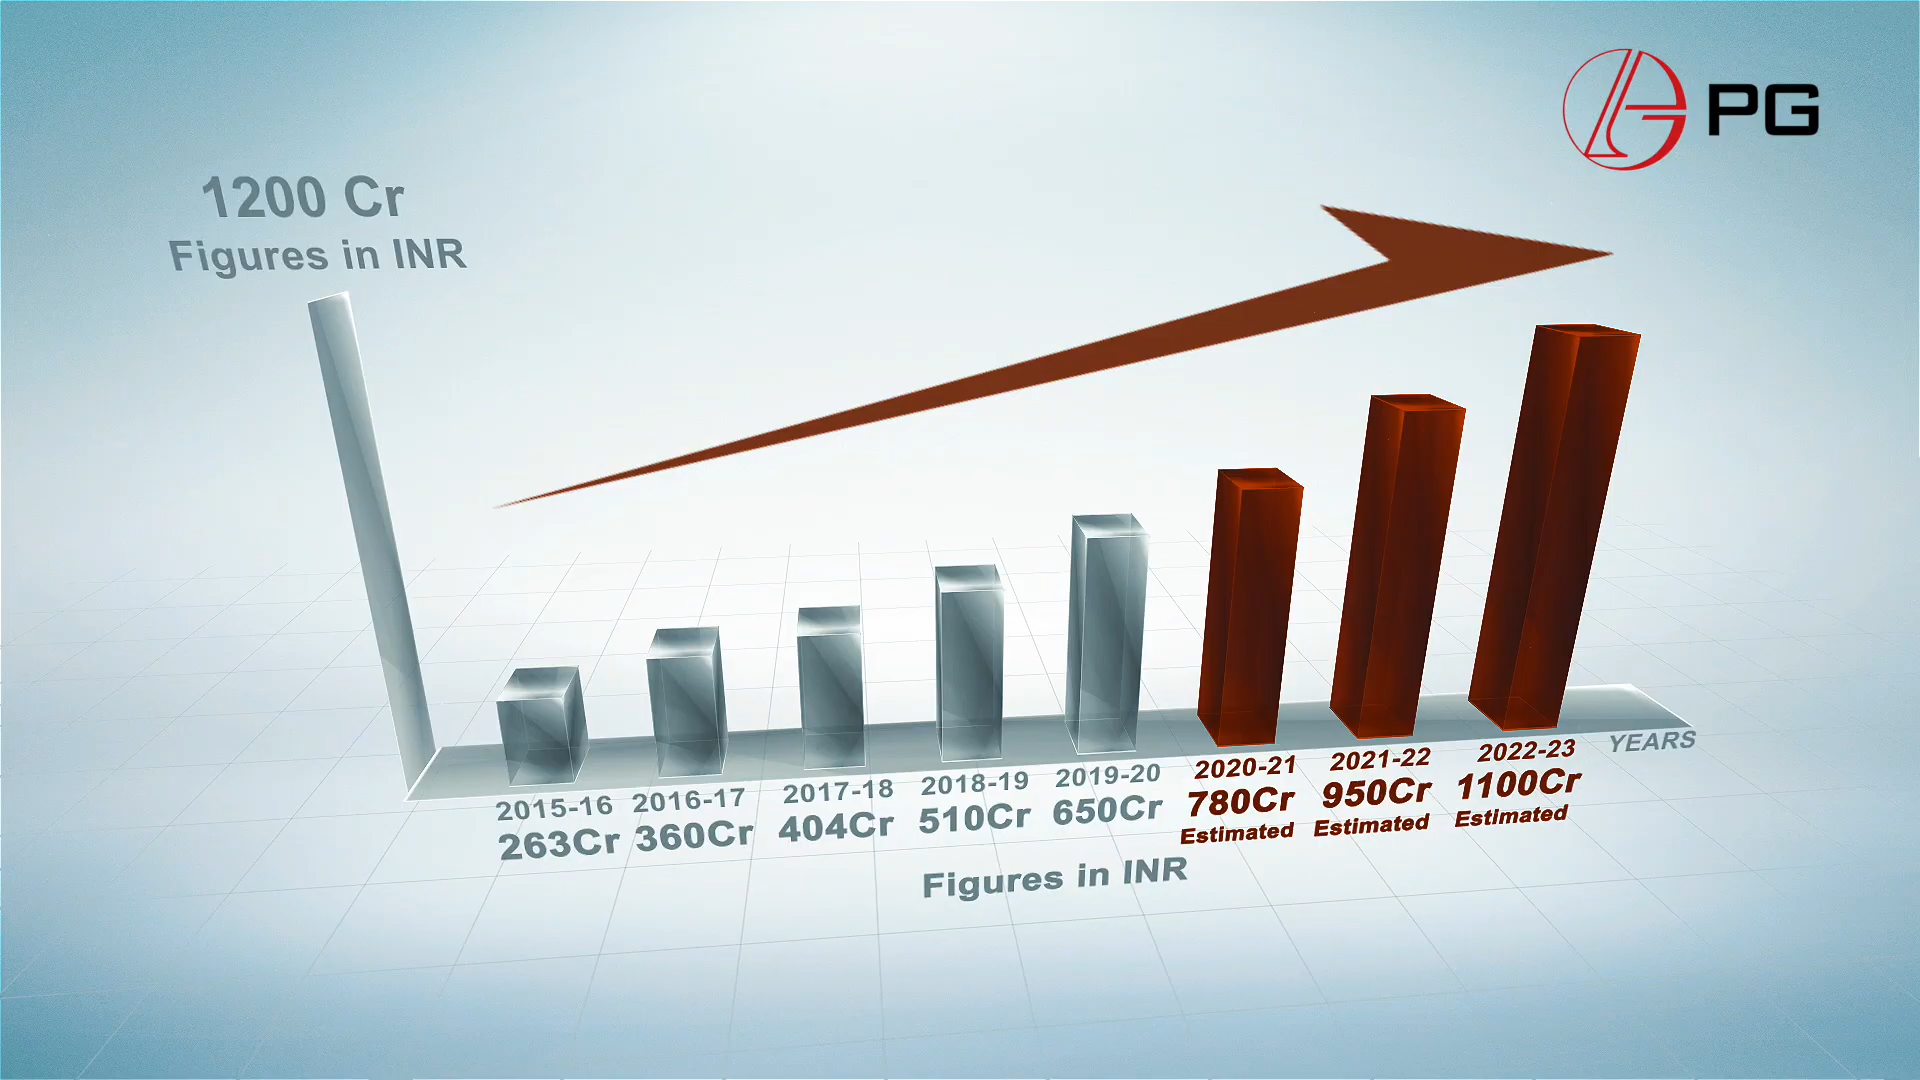 PG
1200 Cr
Figures in INR
2015-16 2016-17 2017-18 2018-19 2019-20 2020-21 2021-22 2022-23 YEARS
263Cr 360Cr 404Cr 510Cr 650Cr 780Cr 950Cr 1100Cr
Estimated Estimated Estimated
Figures in INR